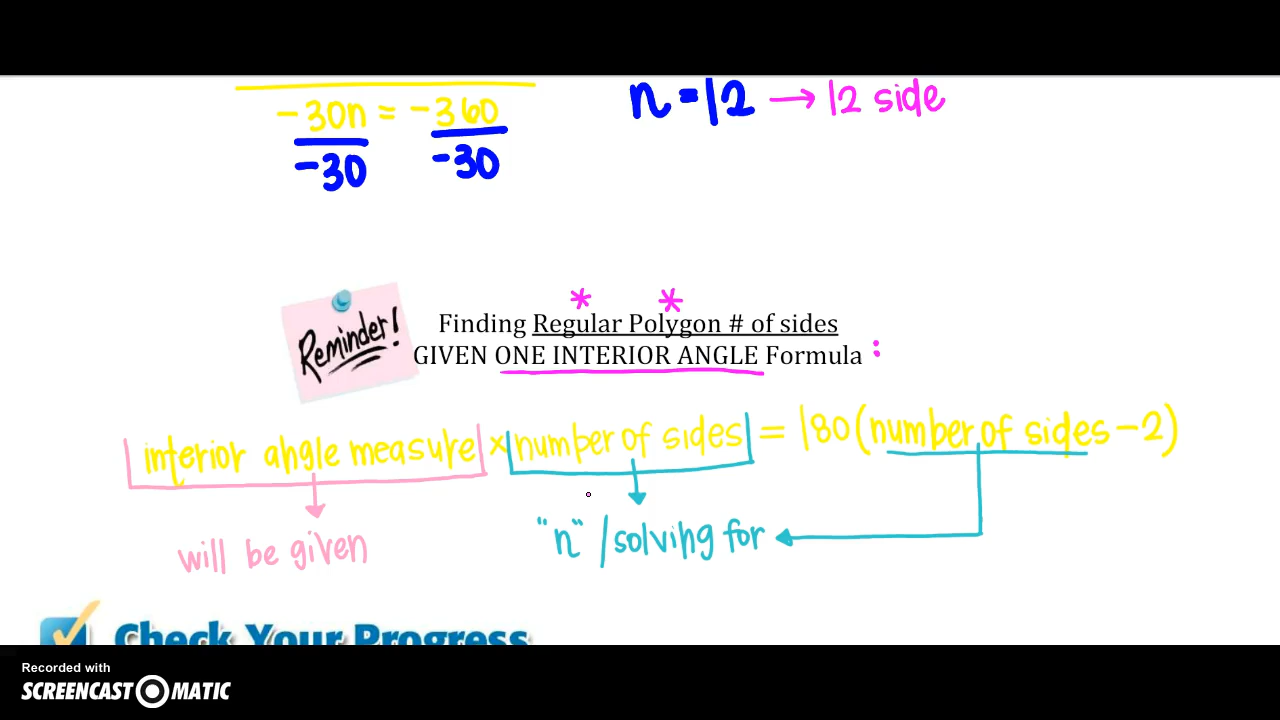 -30n = -360
-30 -30
n = 12 → 12 side
Reminder!
* *
Finding Regular Polygon # of sides
GIVEN ONE INTERIOR ANGLE Formula :
interior angle measure × number of sides = 180(number of sides - 2)
will be given
"n" / solving for
Check Your Progress
Recorded with
SCREENCAST MATIC